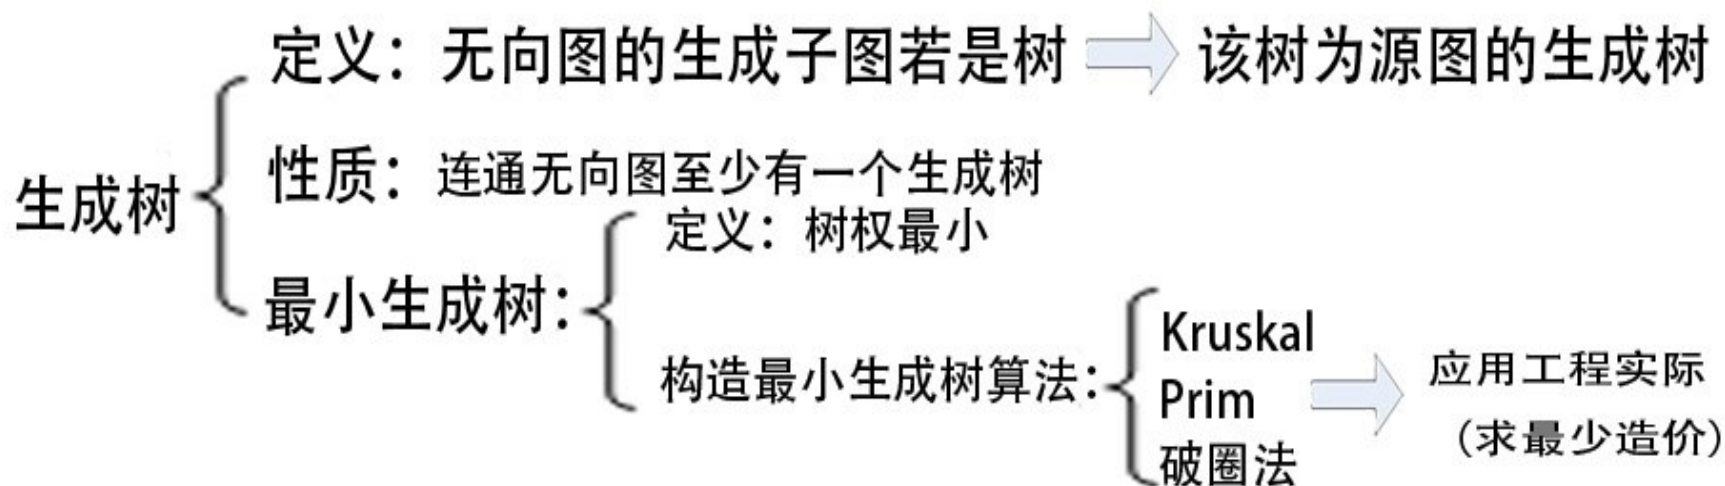 定义：无向图的生成子图若是树
该树为源图的生成树
生成树
性质：连通无向图至少有一个生成树
最小生成树：
定义：树权最小
构造最小生成树算法：
Kruskal
Prim
破圈法
应用工程实际
(求最少造价)